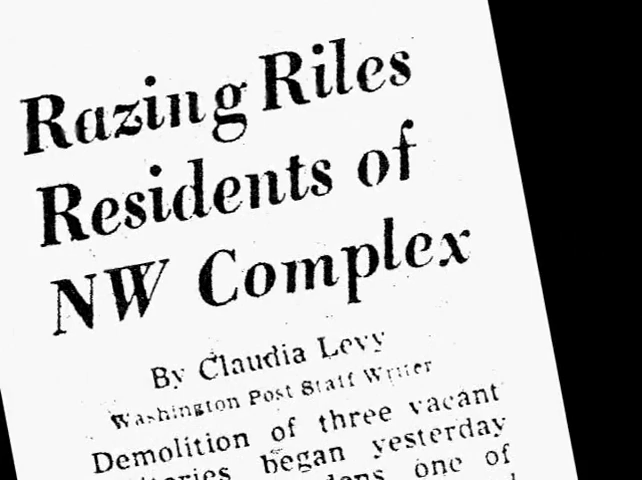 Razing Riles
Residents of
NW Complex
By Claudia Levy
Washington Post Staff Writer
Demolition of three vacant
began yesterday
one of